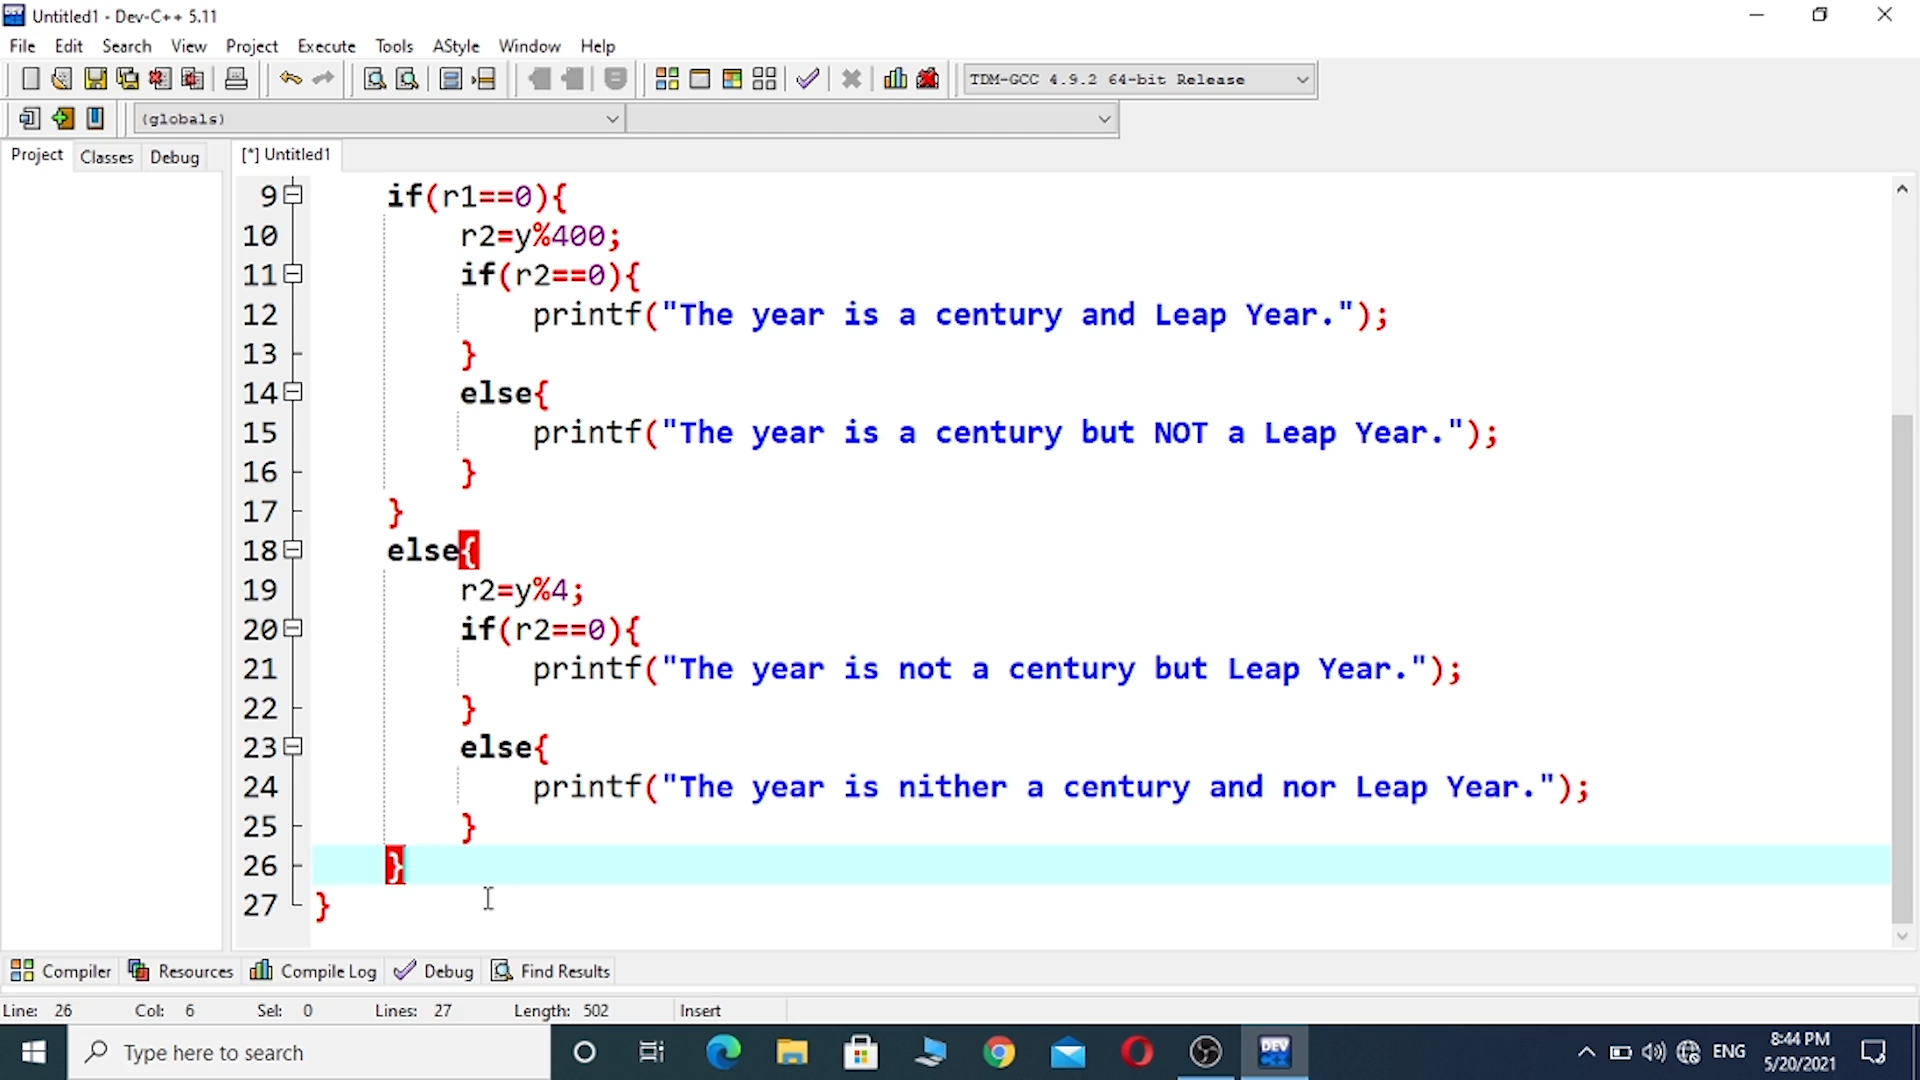 Untitled1 - Dev-C++ 5.11
File Edit Search View Project Execute Tools AStyle Window Help
TDM-GCC 4.9.2 64-bit Release
(globals)
Project Classes Debug [*] Untitled1
9 if(r1==0){
10 r2=y%400;
11 if(r2==0){
12 printf("The year is a century and Leap Year.");
13 }
14 else{
15 printf("The year is a century but NOT a Leap Year.");
16 }
17 }
18 else{
19 r2=y%4;
20 if(r2==0){
21 printf("The year is not a century but Leap Year.");
22 }
23 else{
24 printf("The year is nither a century and nor Leap Year.");
25 }
26 }
27 }
Compiler Resources Compile Log Debug Find Results
Line: 26 Col: 6 Sel: 0 Lines: 27 Length: 502 Insert
Type here to search
DEV
ENG
8:44 PM
5/20/2021